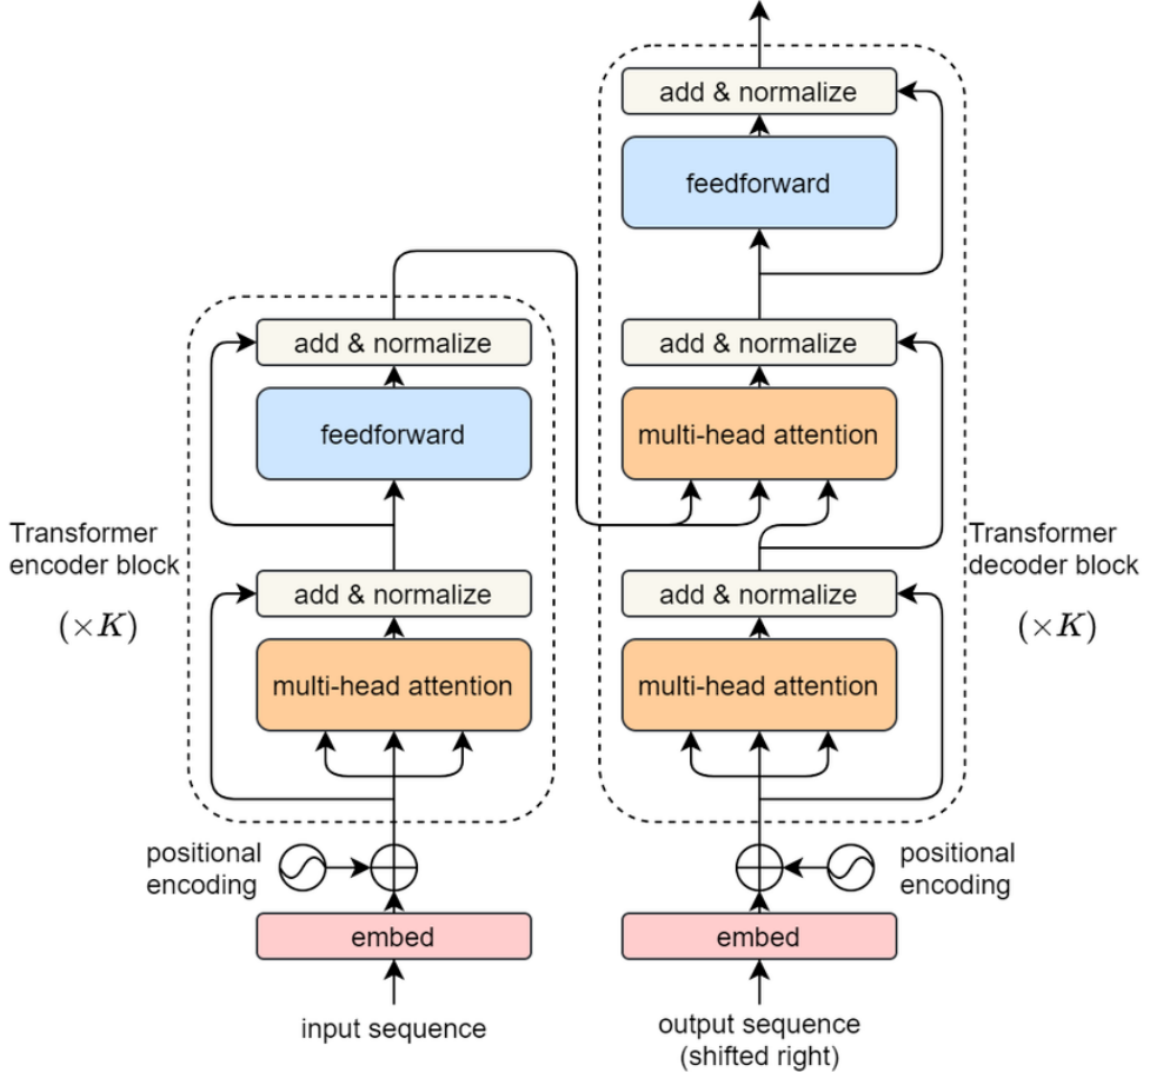 add & normalize
feedforward
add & normalize
multi-head attention
add & normalize
multi-head attention
Transformer
decoder block
(×K)
positional
encoding
embed
output sequence
(shifted right)
add & normalize
feedforward
Transformer
encoder block
(×K)
add & normalize
multi-head attention
positional
encoding
embed
input sequence